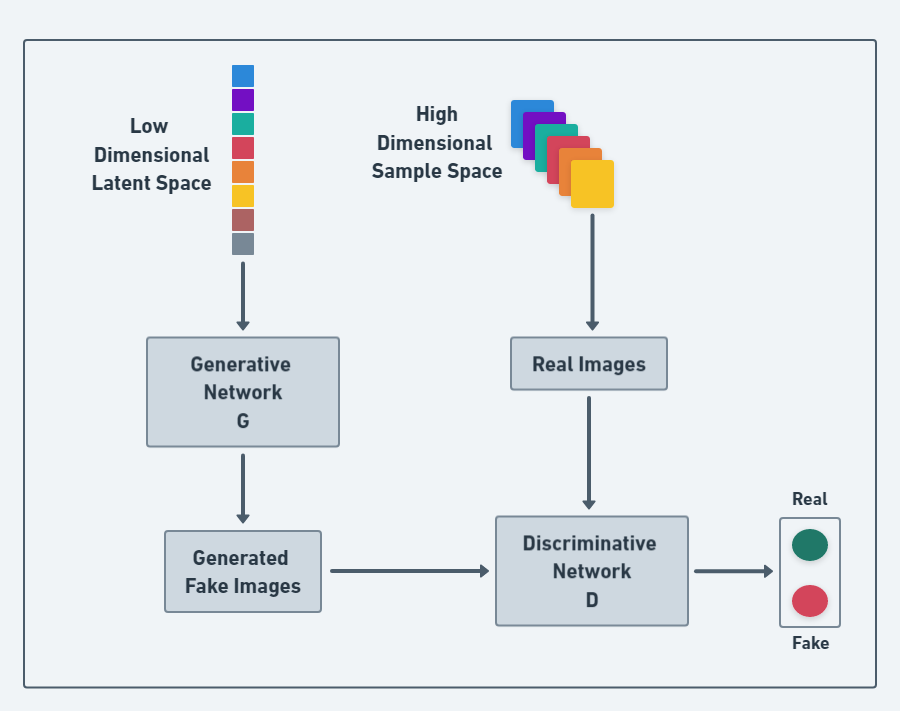 Low
Dimensional
Latent Space
High
Dimensional
Sample Space
Generative
Network
G
Real Images
Generated
Fake Images
Discriminative
Network
D
Real
Fake